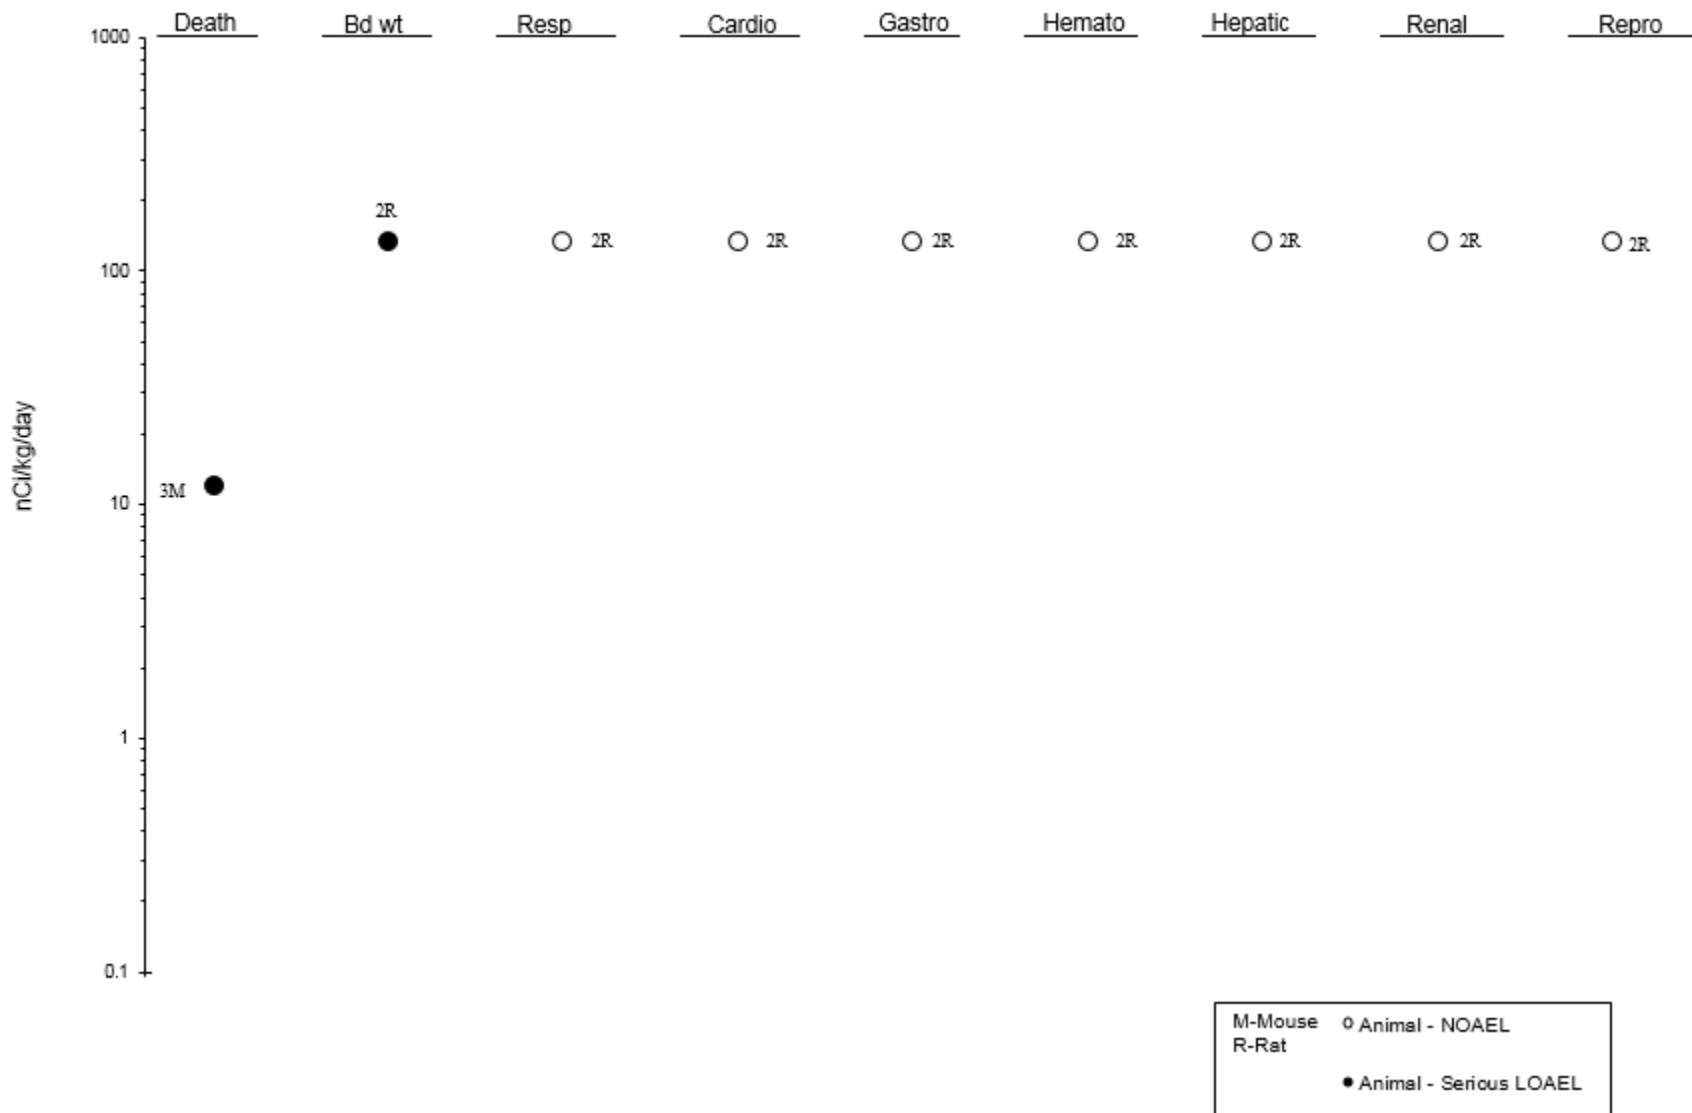 Death Bd wt Resp Cardio Gastro Hemato Hepatic Renal Repro
1000
2R
2R 2R 2R 2R 2R 2R 2R
100
nCi/kg/day
3M
10
1
0.1
M-Mouse Animal - NOAEL
R-Rat
Animal - Serious LOAEL